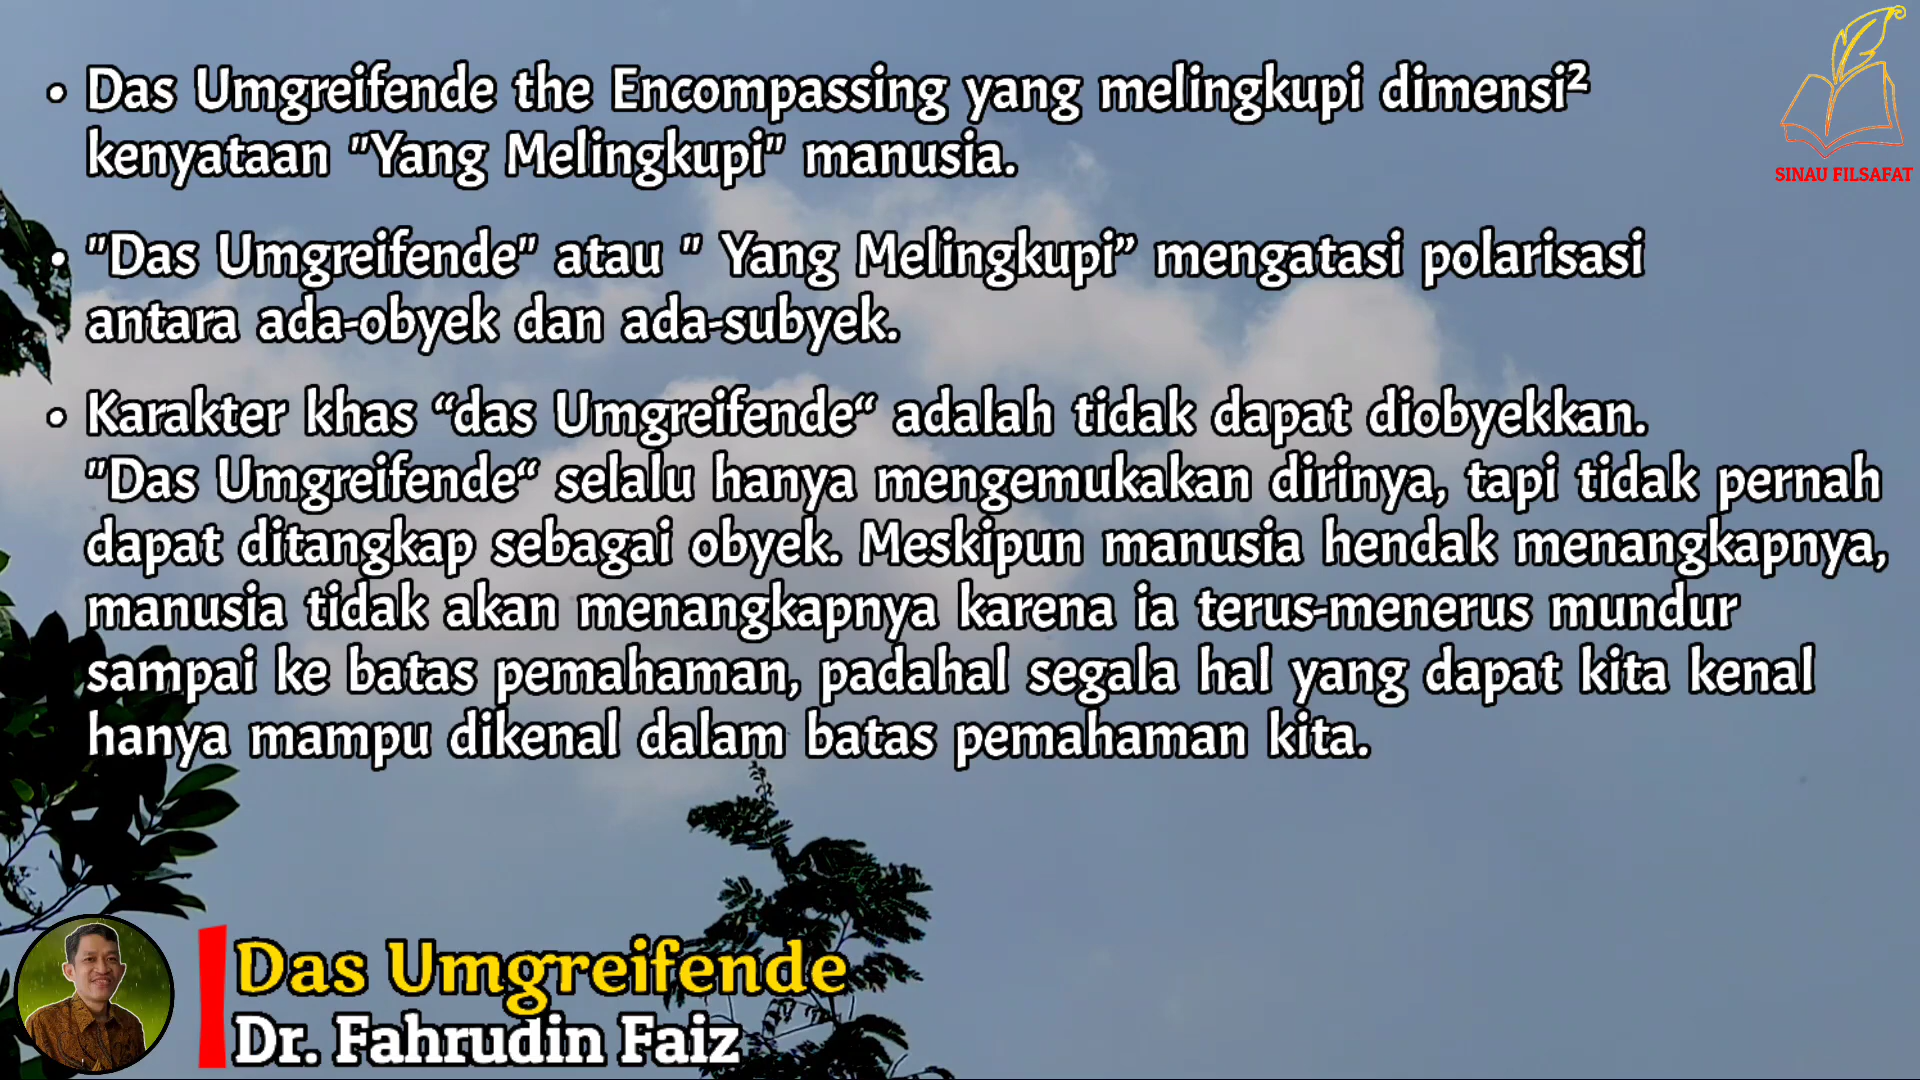 • Das Umgreifende the Encompassing yang melingkupi dimensi²
kenyataan "Yang Melingkupi" manusia.
• "Das Umgreifende" atau " Yang Melingkupi” mengatasi polarisasi
antara ada-obyek dan ada-subyek.
• Karakter khas “das Umgreifende“ adalah tidak dapat diobyekkan.
"Das Umgreifende“ selalu hanya mengemukakan dirinya, tapi tidak pernah
dapat ditangkap sebagai obyek. Meskipun manusia hendak menangkapnya,
manusia tidak akan menangkapnya karena ia terus-menerus mundur
sampai ke batas pemahaman, padahal segala hal yang dapat kita kenal
hanya mampu dikenal dalam batas pemahaman kita.
SINAU FILSAFAT
Das Umgreifende
Dr. Fahrudin Faiz